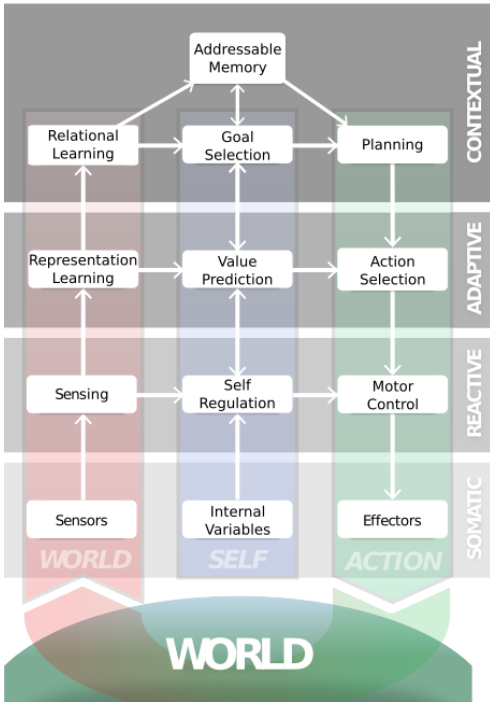 Addressable
Memory
CONTEXTUAL
Relational
Learning
Goal
Selection
Planning
Representation
Learning
Value
Prediction
Action
Selection
ADAPTIVE
Sensing
Self
Regulation
Motor
Control
REACTIVE
Sensors
Internal
Variables
Effectors
SOMATIC
WORLD
SELF
ACTION
WORLD